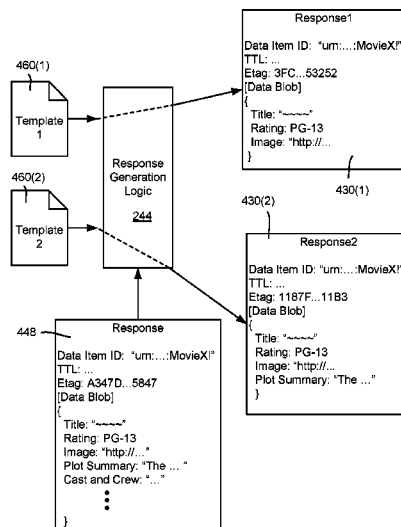 Response1
Data Item ID: "urn:...:MovieX!"
TTL: ...
Etag: 3FC...53252
[Data Blob]
{
Title: "~~~~"
Rating: PG-13
Image: "http://...
}
430(1)
460(1)
Template
1
460(2)
Template
2
Response
Generation
Logic
244
430(2)
Response2
Data Item ID: "urn:...:MovieX!"
TTL: ...
Etag: 1187F...11B3
[Data Blob]
{
Title: "~~~~"
Rating: PG-13
Image: "http://...
Plot Summary: "The ..."
}
448
Response
Data Item ID: "urn:...:MovieX!"
TTL: ...
Etag: A347D...5847
[Data Blob]
{
Title: "~~~~"
Rating: PG-13
Image: "http://..."
Plot Summary: "The ... "
Cast and Crew: "..."
}